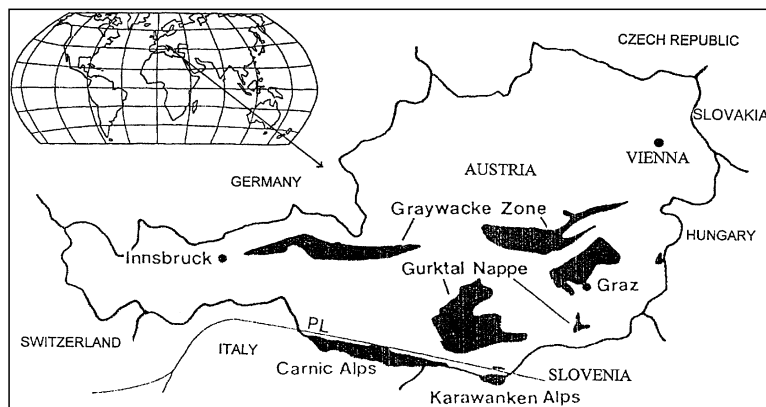 CZECH REPUBLIC
SLOVAKIA
VIENNA
AUSTRIA
GERMANY
Graywacke Zone
HUNGARY
Innsbruck
Gurktal Nappe
Graz
PL
SWITZERLAND
ITALY
SLOVENIA
Carnic Alps
Karawanken Alps